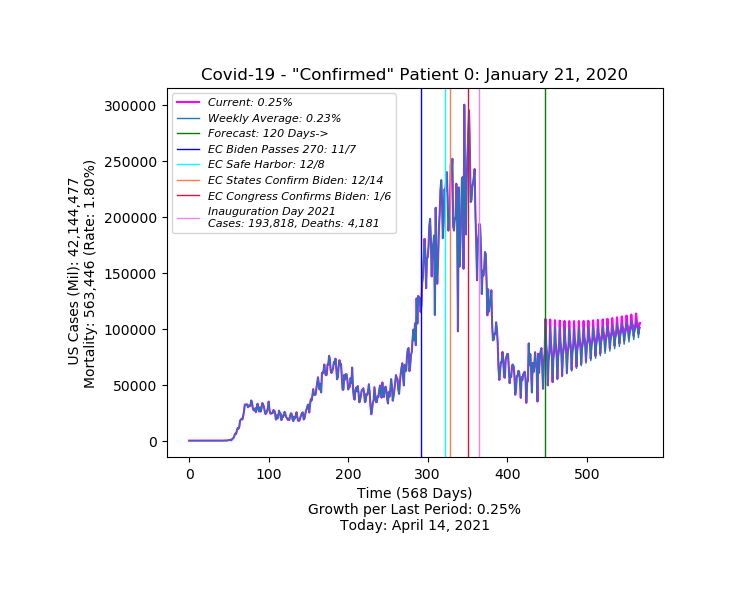 Covid-19 - "Confirmed" Patient 0: January 21, 2020
Current: 0.25%
Weekly Average: 0.23%
Forecast: 120 Days->
EC Biden Passes 270: 11/7
EC Safe Harbor: 12/8
EC States Confirm Biden: 12/14
EC Congress Confirms Biden: 1/6
Inauguration Day 2021
Cases: 193,818, Deaths: 4,181
US Cases (Mil): 42,144,477
Mortality: 563,446 (Rate: 1.80%)
300000
250000
200000
150000
100000
50000
0
0 100 200 300 400 500
Time (568 Days)
Growth per Last Period: 0.25%
Today: April 14, 2021